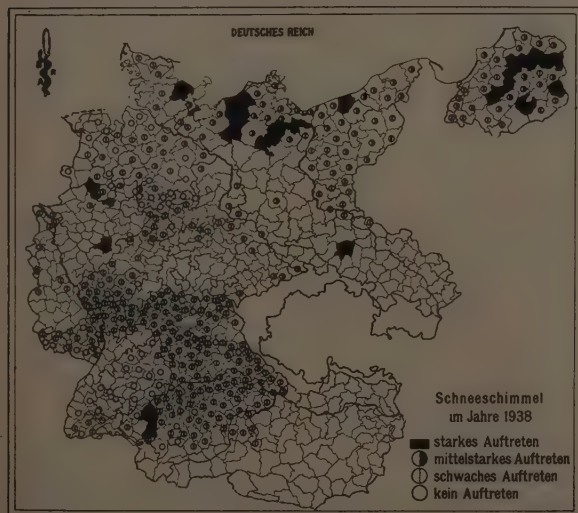 DEUTSCHES REICH
Schneeschimmel
im Jahre 1938
starkes Auftreten
mittelstarkes Auftreten
schwaches Auftreten
kein Auftreten